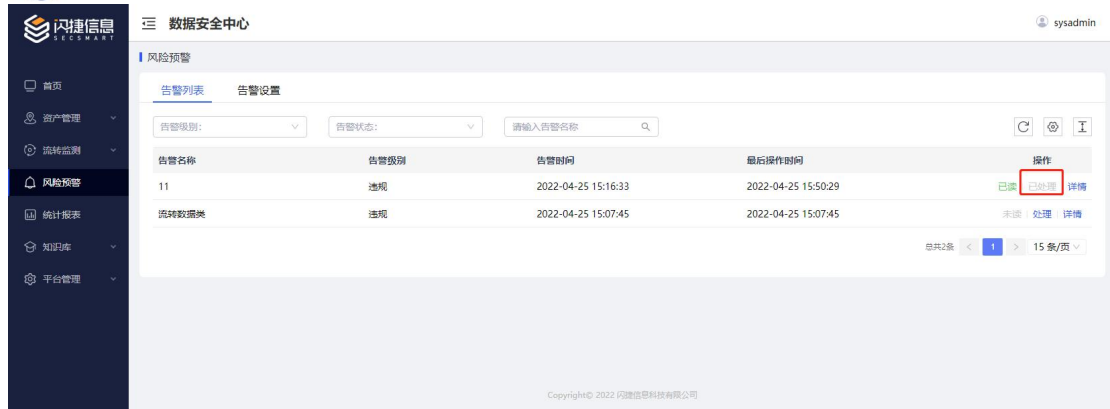 闪捷信息
SECSMART
数据安全中心
sysadmin
风险预警
首页
资产管理
流转监测
风险预警
统计报表
知识库
平台管理
告警列表 告警设置
告警级别: 告警状态: 请输入告警名称
告警名称 告警级别 告警时间 最后操作时间 操作
11 违规 2022-04-25 15:16:33 2022-04-25 15:50:29 已读 已处理 详情
流转数据类 违规 2022-04-25 15:07:45 2022-04-25 15:07:45 未读 处理 详情
总共2条 < 1 > 15 条/页
Copyright© 2022 闪捷信息科技有限公司